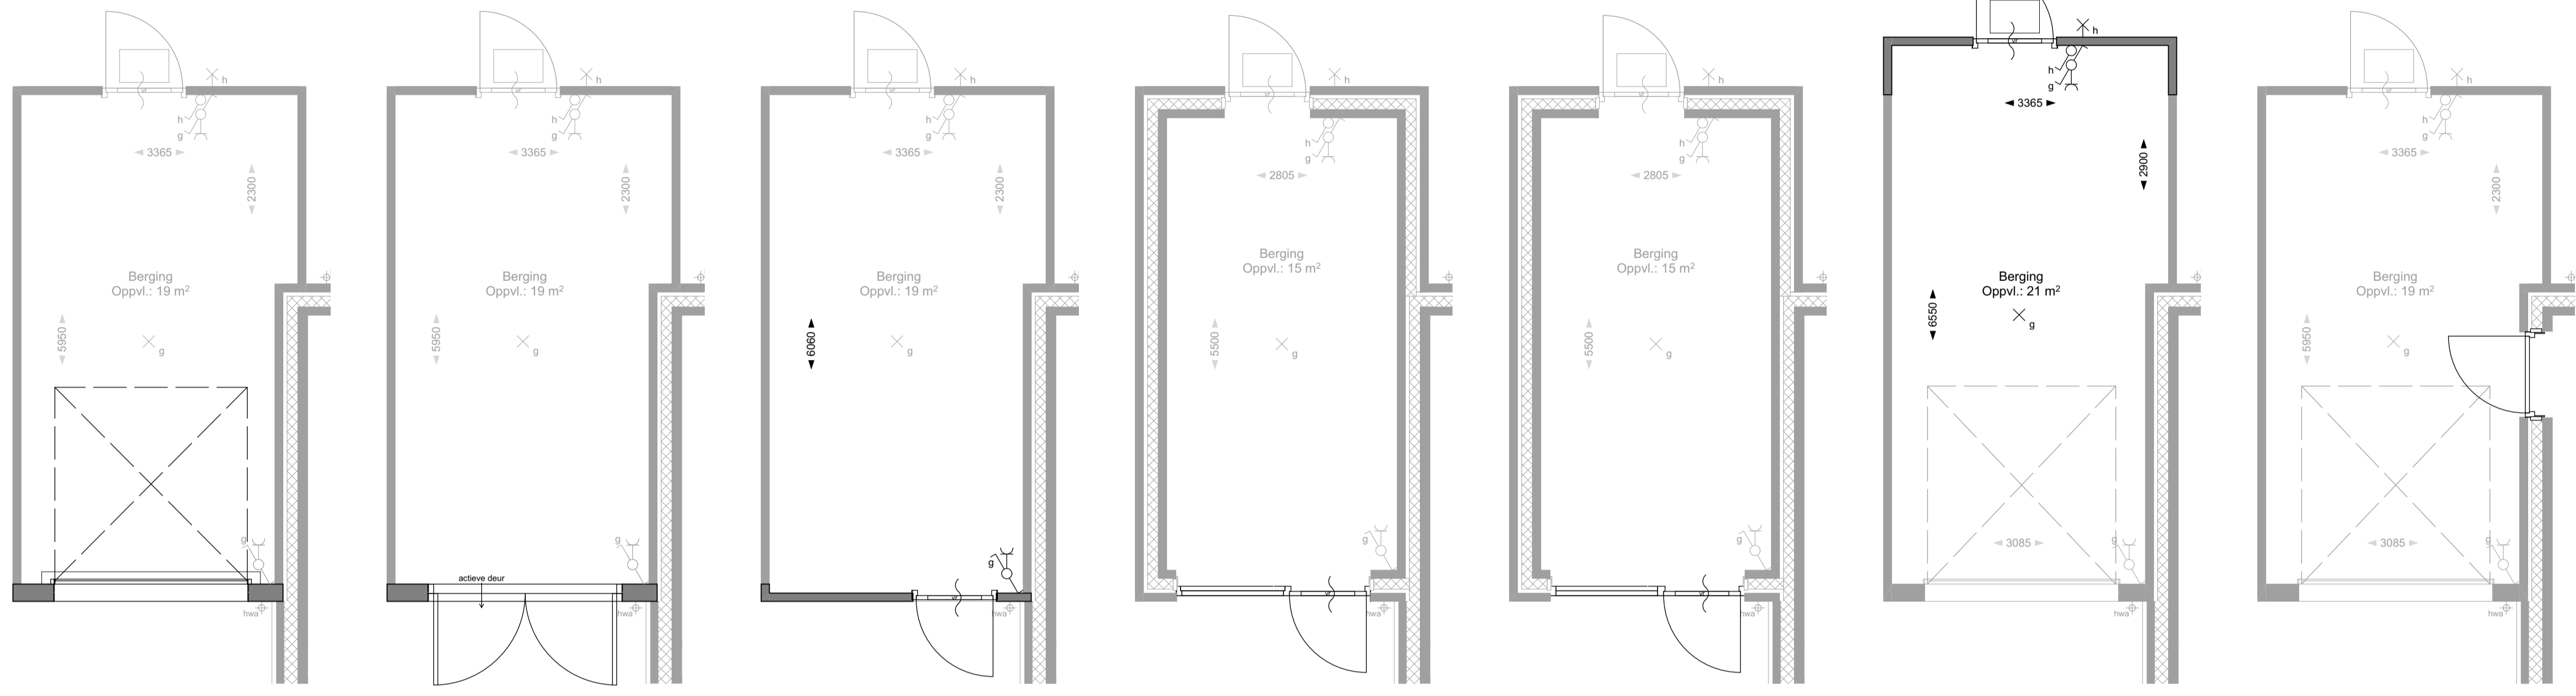 h
h
g
3365
2300
Berging
Oppvl.: 19 m²
5950
g
g
hwa
h
h
g
3365
2300
Berging
Oppvl.: 19 m²
5950
g
g
actieve deur
hwa
h
h
g
3365
2300
Berging
Oppvl.: 19 m²
6060
g
g
hwa
h
h
g
2805
Berging
Oppvl.: 15 m²
5500
g
g
hwa
h
h
g
2805
Berging
Oppvl.: 15 m²
5500
g
g
hwa
h
h
g
3365
2900
Berging
Oppvl.: 21 m²
6550
g
3085
g
hwa
h
h
g
3365
2300
Berging
Oppvl.: 19 m²
5950
g
3085
g
hwa